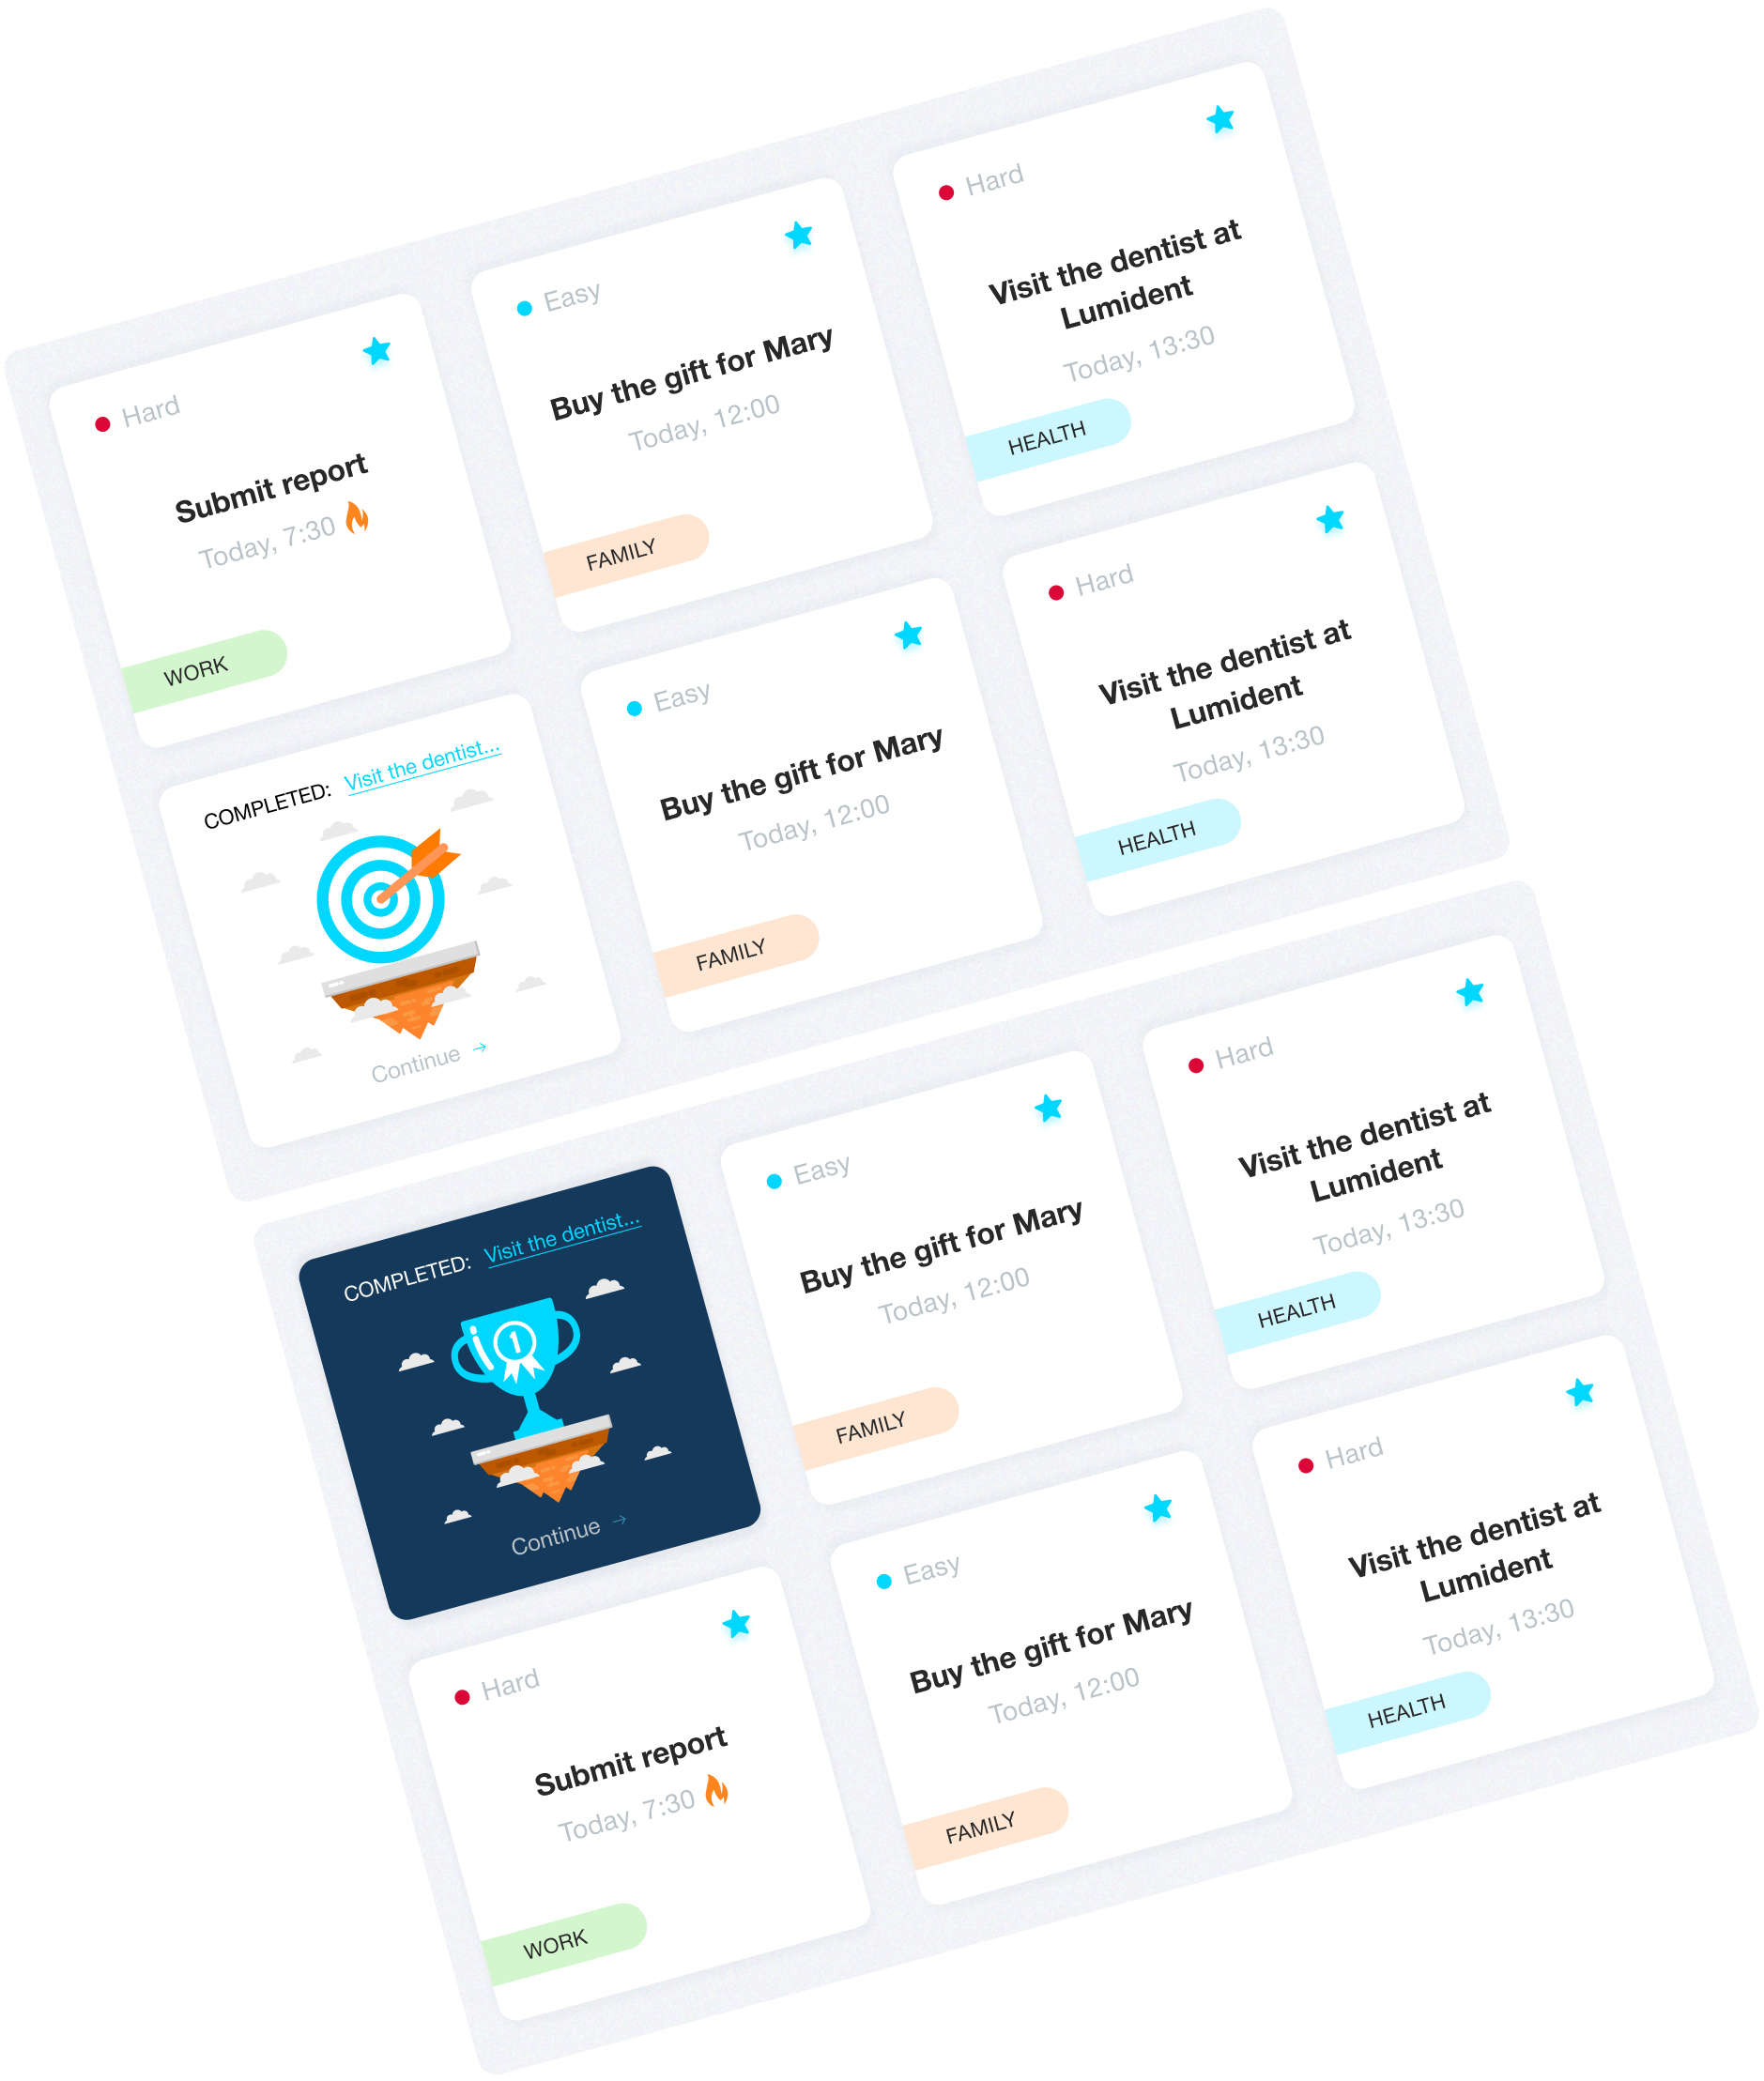 Hard
Submit report
Today, 7:30
WORK
Easy
Buy the gift for Mary
Today, 12:00
FAMILY
Hard
Visit the dentist at
Lumident
Today, 13:30
HEALTH
COMPLETED: Visit the dentist...
Continue →
Easy
Buy the gift for Mary
Today, 12:00
FAMILY
Hard
Visit the dentist at
Lumident
Today, 13:30
HEALTH
COMPLETED: Visit the dentist...
1
Continue →
Easy
Buy the gift for Mary
Today, 12:00
FAMILY
Hard
Visit the dentist at
Lumident
Today, 13:30
HEALTH
Hard
Submit report
Today, 7:30
WORK
Easy
Buy the gift for Mary
Today, 12:00
FAMILY
Hard
Visit the dentist at
Lumident
Today, 13:30
HEALTH